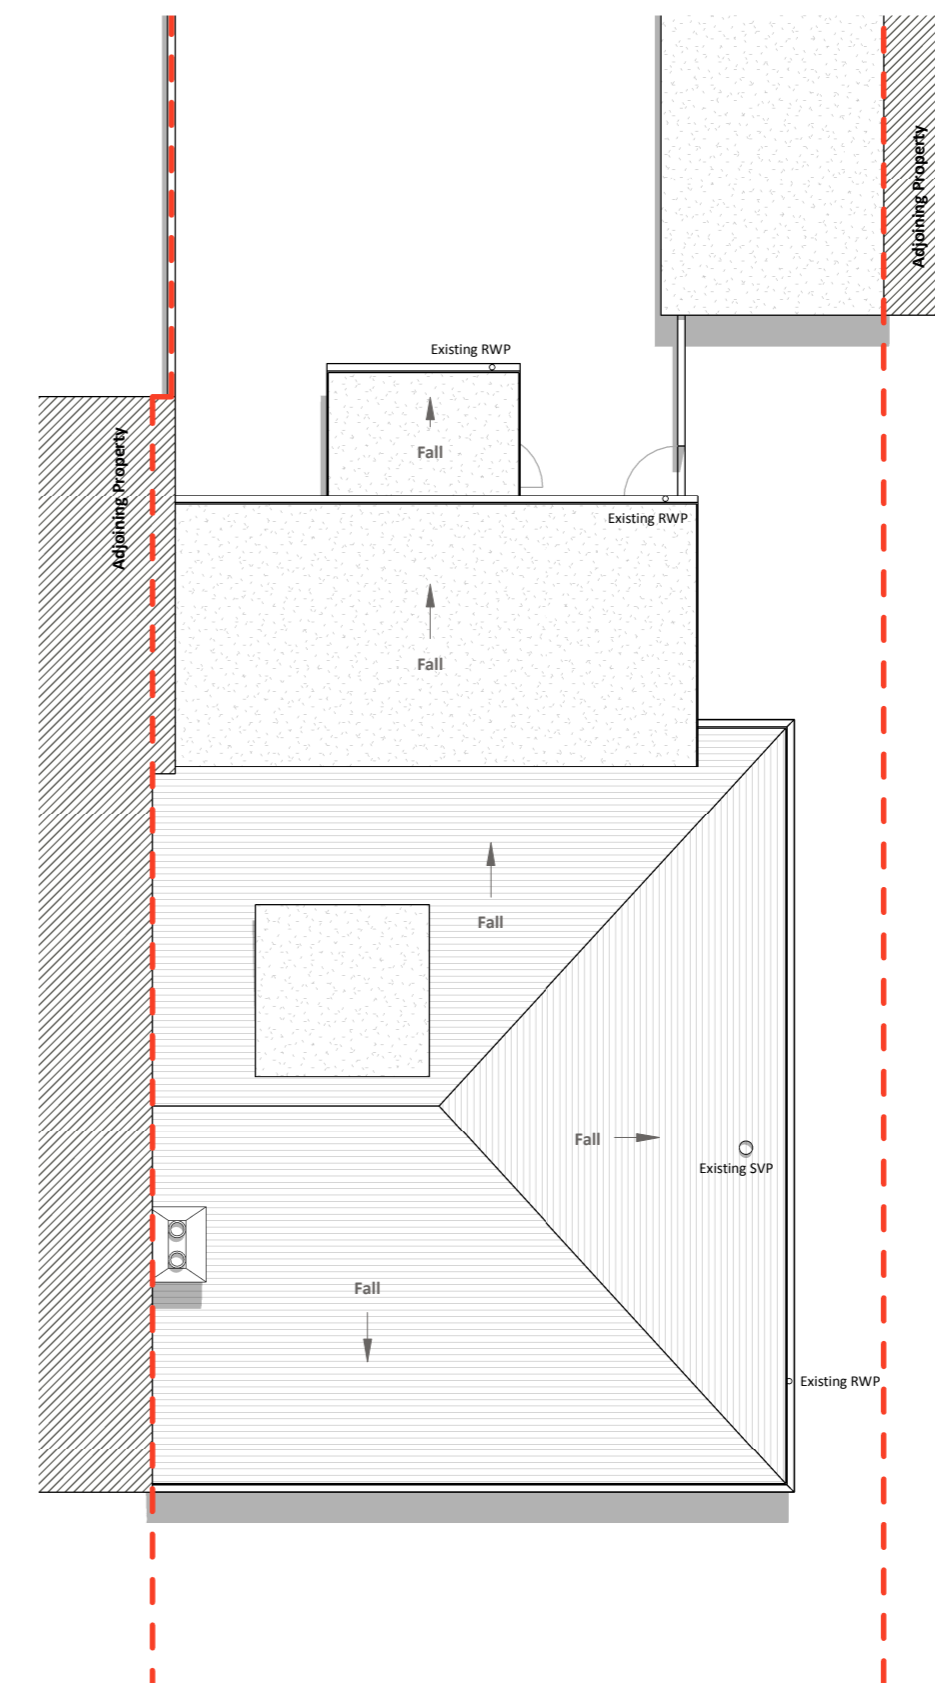 Adjoining Property
Existing RWP
Fall
Adjoining Property
Existing RWP
Fall
Fall
Fall
Existing SVP
Fall
Existing RWP